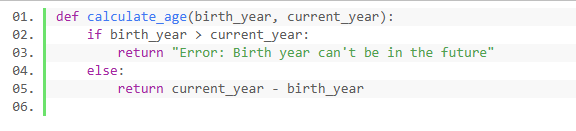 01. def calculate_age(birth_year, current_year):
02.     if birth_year > current_year:
03.         return "Error: Birth year can't be in the future"
04.     else:
05.         return current_year - birth_year
06.